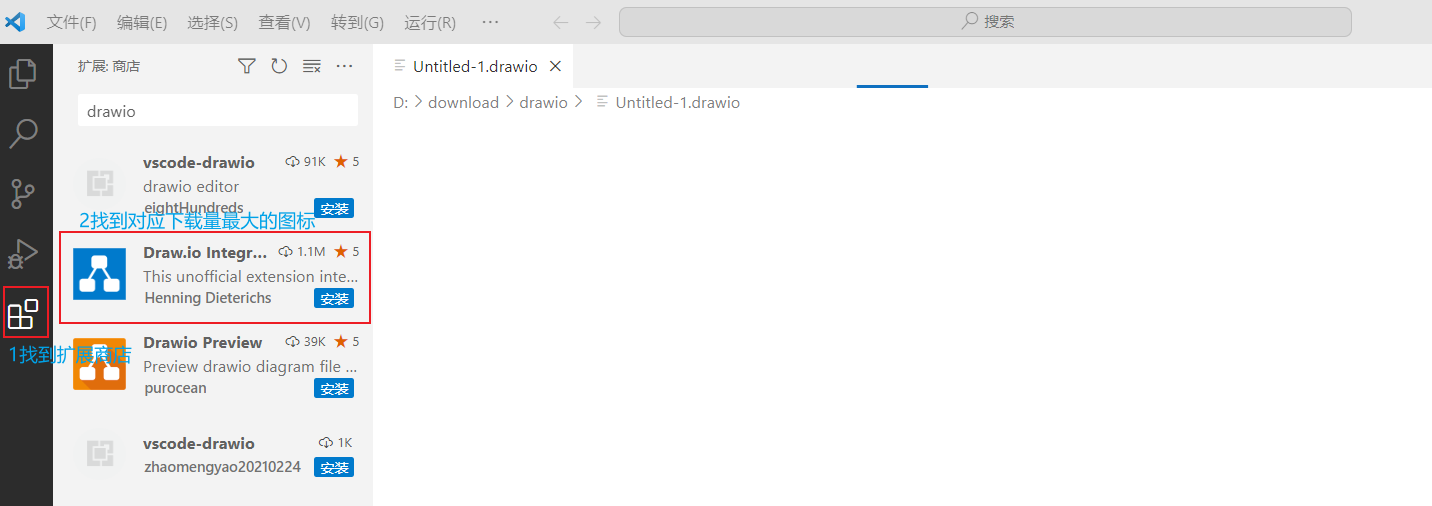 文件(F) 编辑(E) 选择(S) 查看(V) 转到(G) 运行(R) ··· 搜索
扩展: 商店
Untitled-1.drawio
D: > download > drawio > Untitled-1.drawio
drawio
vscode-drawio 91K ★ 5
drawio editor
eightHundreds 安装
2找到对应下载量最大的图标
Draw.io Integr... 1.1M ★ 5
This unofficial extension inte...
Henning Dieterichs 安装
Drawio Preview 39K ★ 5
1找到扩展商店
Preview drawio diagram file ...
purocean 安装
vscode-drawio 1K
zhaomengyao20210224 安装